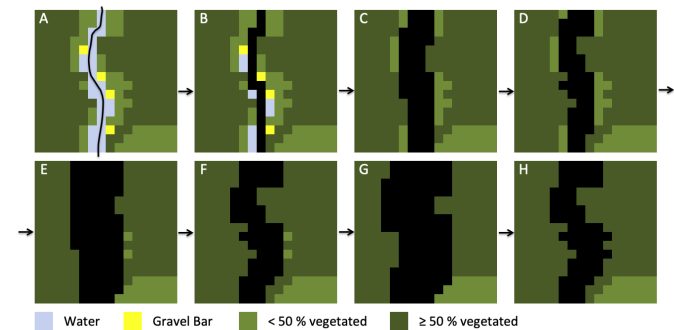 A B C D
E F G H
Water Gravel Bar < 50 % vegetated ≥ 50 % vegetated